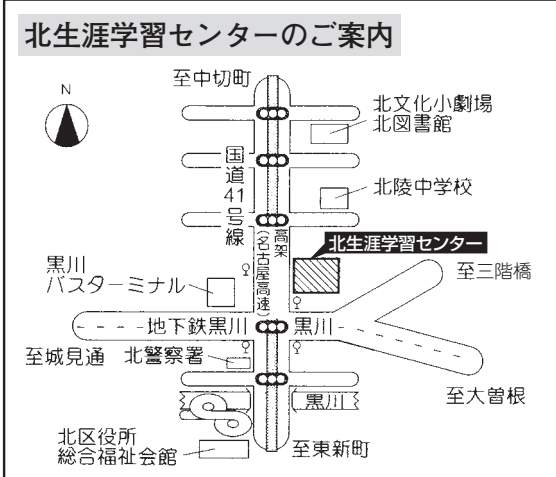 北生涯学習センターのご案内
至中切町
N
北文化小劇場
北図書館
国道41号線
北陵中学校
高架
(名古屋高速)
北生涯学習センター
黒川
バスターミナル
至三階橋
地下鉄黒川
黒川
至城見通
北警察署
至大曽根
黒川
北区役所
総合福祉会館
至東新町